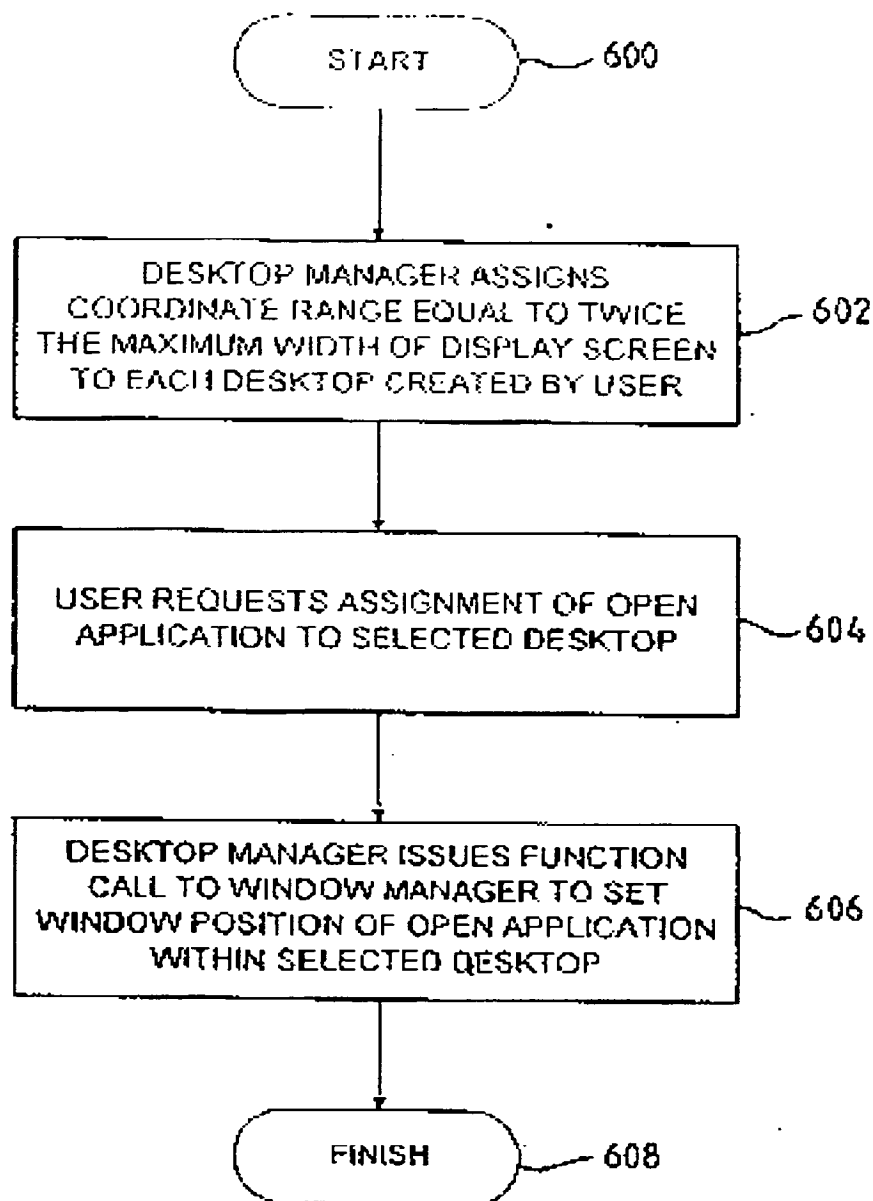 START
600
DESKTOP MANAGER ASSIGNS
COORDINATE RANGE EQUAL TO TWICE
THE MAXIMUM WIDTH OF DISPLAY SCREEN
TO EACH DESKTOP CREATED BY USER
602
USER REQUESTS ASSIGNMENT OF OPEN
APPLICATION TO SELECTED DESKTOP
604
DESKTOP MANAGER ISSUES FUNCTION
CALL TO WINDOW MANAGER TO SET
WINDOW POSITION OF OPEN APPLICATION
WITHIN SELECTED DESKTOP
606
FINISH
608